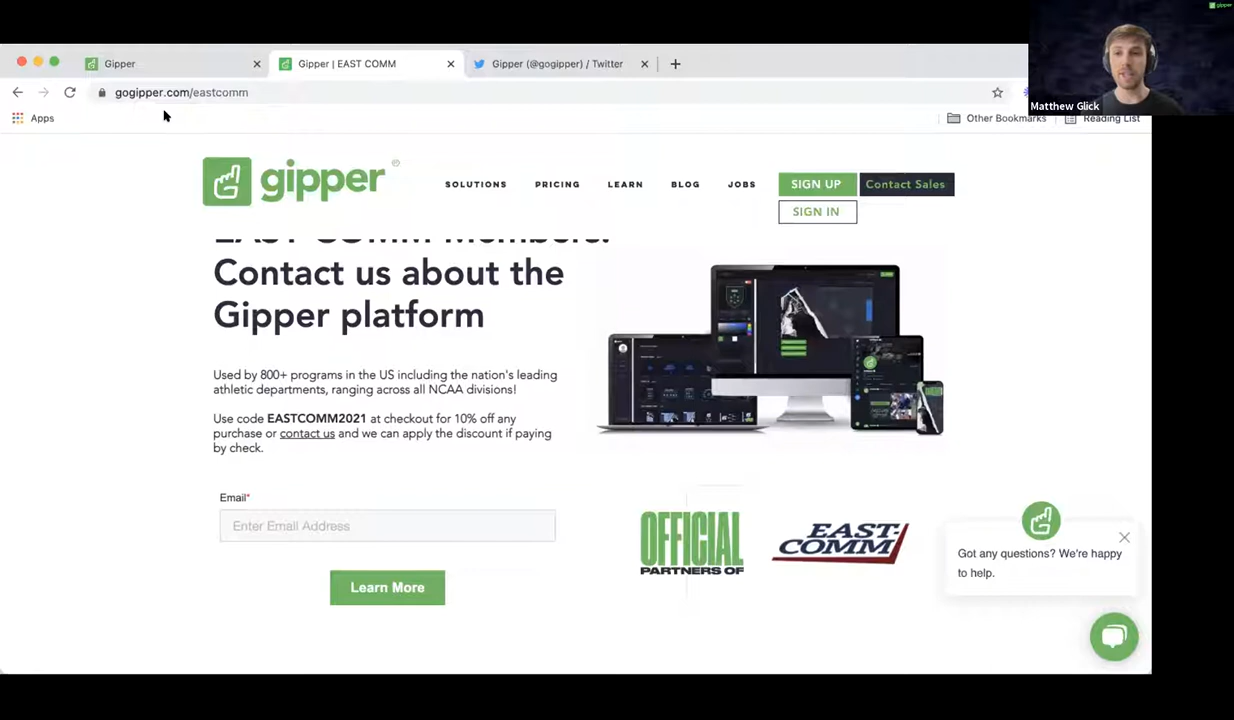 gipper
Matthew Glick
Gipper
Gipper | EAST COMM
Gipper (@gogipper) / Twitter
gogipper.com/eastcomm
Apps
Other Bookmarks
Reading List
gipper®
SOLUTIONS
PRICING
LEARN
BLOG
JOBS
SIGN UP
Contact Sales
SIGN IN
EAST COMM Members:
Contact us about the
Gipper platform
Used by 800+ programs in the US including the nation's leading
athletic departments, ranging across all NCAA divisions!
Use code EASTCOMM2021 at checkout for 10% off any
purchase or contact us and we can apply the discount if paying
by check.
Email*
Enter Email Address
Learn More
OFFICIAL
PARTNERS OF
EAST-
COMM
Got any questions? We're happy
to help.